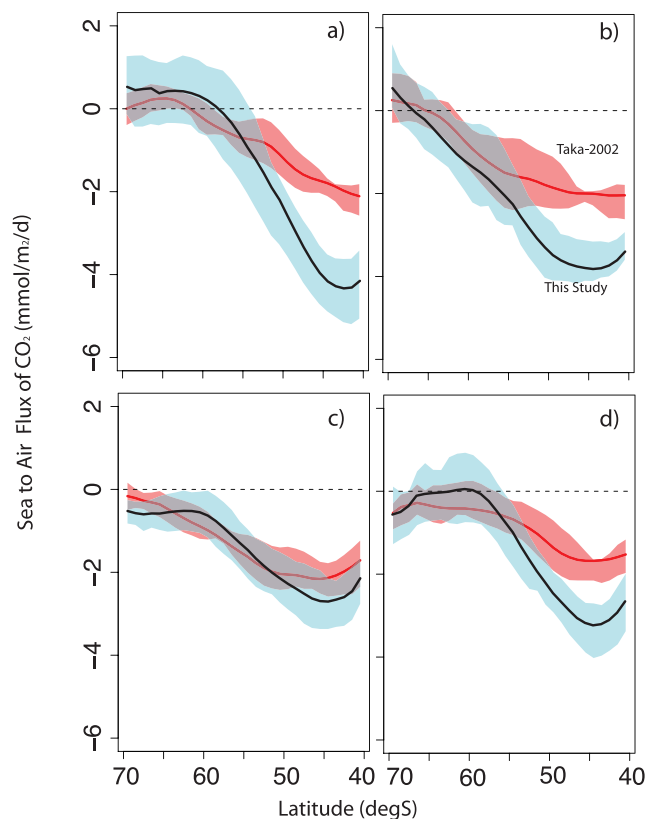 a)
b)
2
0
−2
−4
−6
Taka-2002
This Study
c)
d)
2
0
−2
−4
−6
Sea to Air Flux of CO₂ (mmol/m₂/d)
70 60 50 40
70 60 50 40
Latitude (degS)